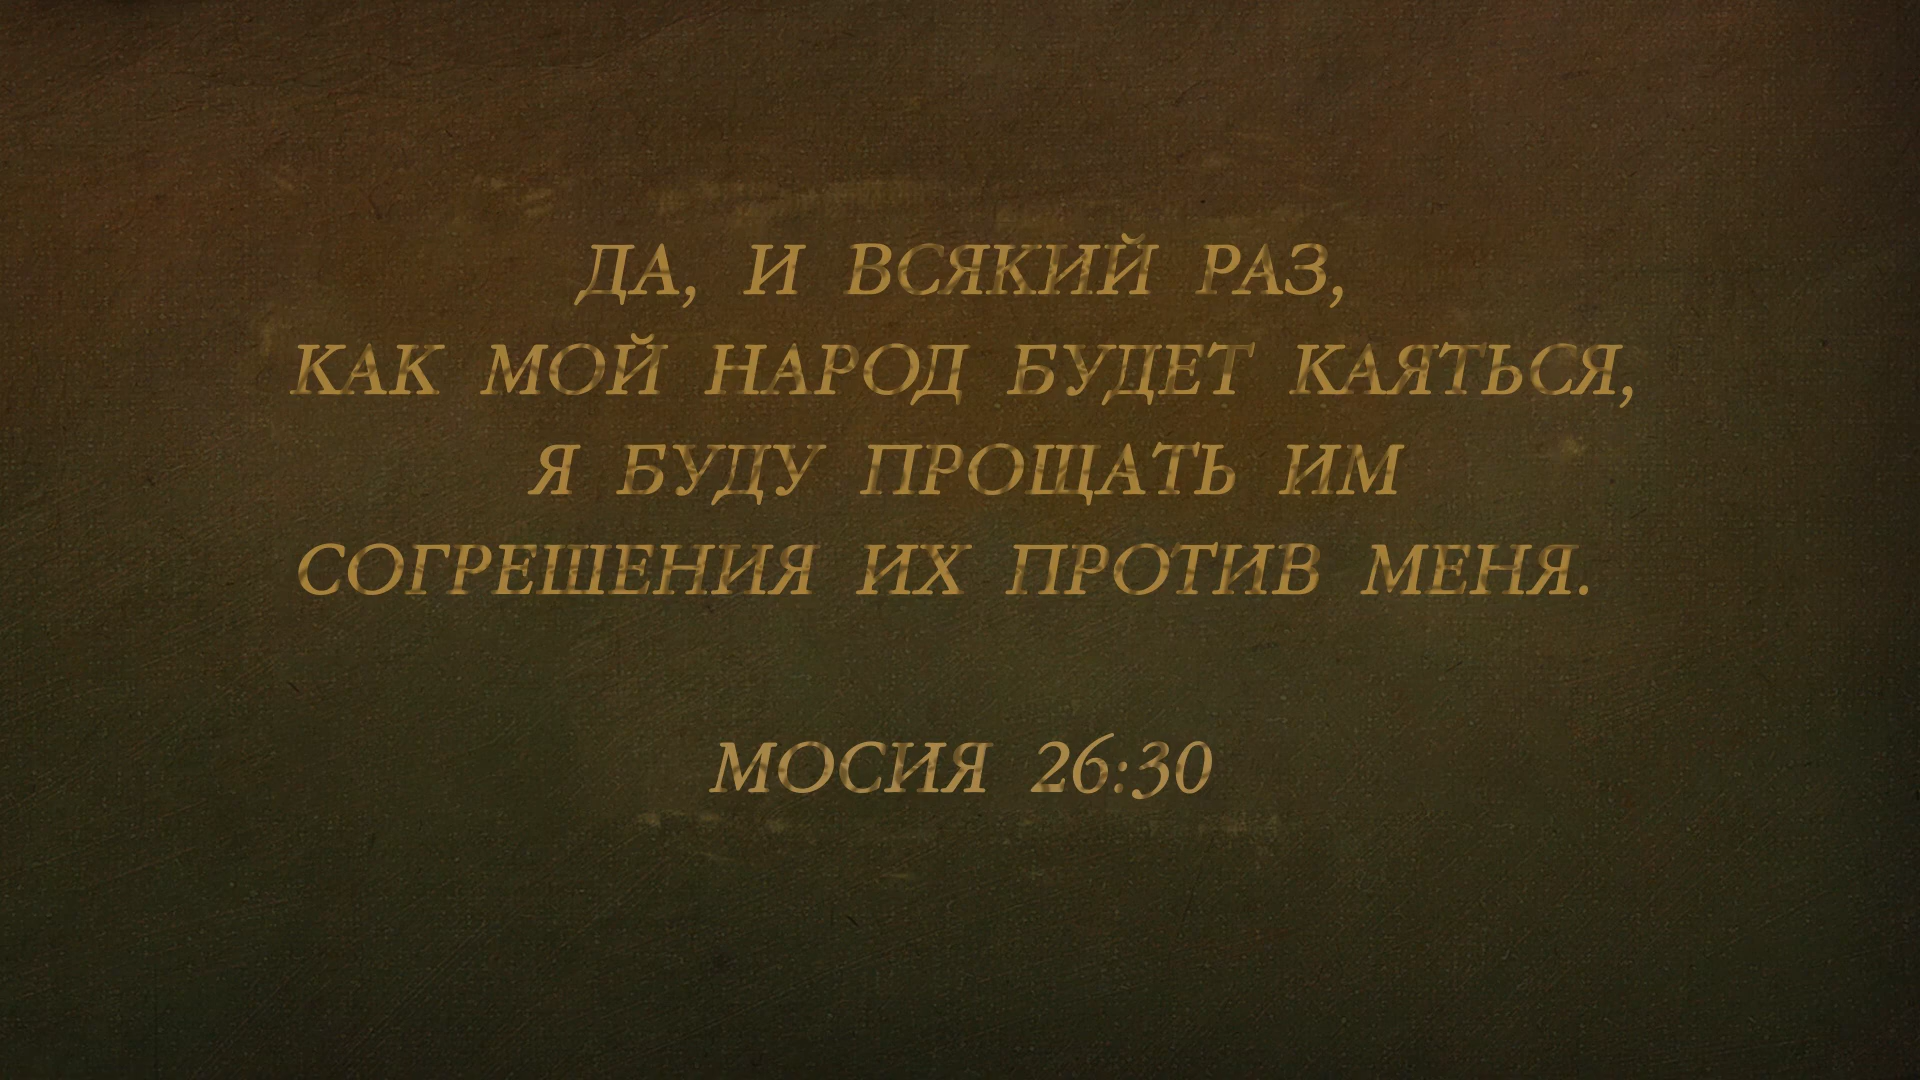 ДА, И ВСЯКИЙ РАЗ,
КАК МОЙ НАРОД БУДЕТ КАЯТЬСЯ,
Я БУДУ ПРОЩАТЬ ИМ
СОГРЕШЕНИЯ ИХ ПРОТИВ МЕНЯ.
МОСИЯ 26:30